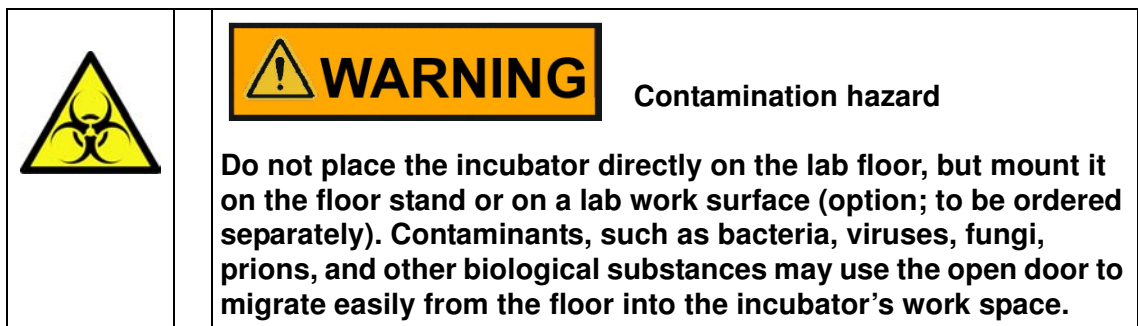 WARNING Contamination hazard
Do not place the incubator directly on the lab floor, but mount it
on the floor stand or on a lab work surface (option; to be ordered
separately). Contaminants, such as bacteria, viruses, fungi,
prions, and other biological substances may use the open door to
migrate easily from the floor into the incubator’s work space.